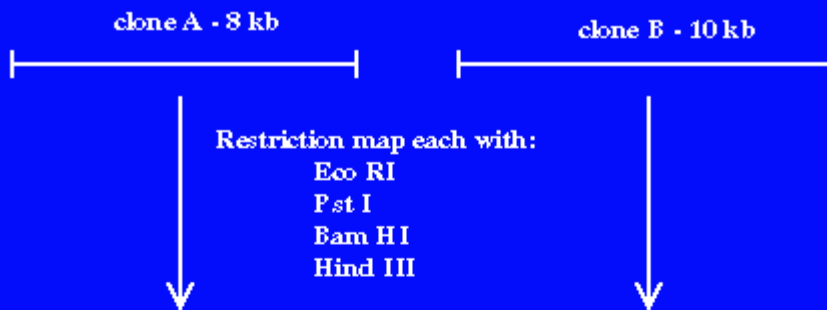 clone A - 8 kb
clone B - 10 kb
Restriction map each with:
Eco RI
Pst I
Bam HI
Hind III